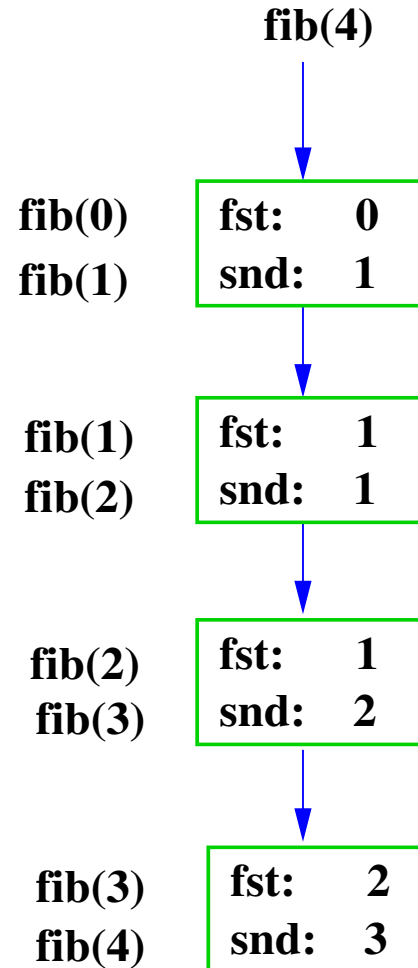 fib(4)
fib(0) fst: 0
fib(1) snd: 1
fib(1) fst: 1
fib(2) snd: 1
fib(2) fst: 1
fib(3) snd: 2
fib(3) fst: 2
fib(4) snd: 3